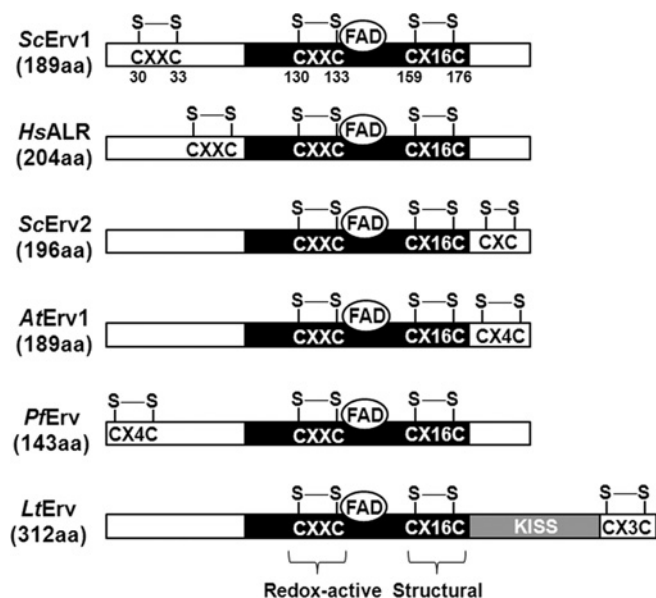 S S S S FAD S S
ScErv1 CXXC CXXC CX16C
(189aa) 30 33 130 133 159 176
S S S S FAD S S
HsALR CXXC CXXC CX16C
(204aa)
S S FAD S S S S
ScErv2 CXXC CX16C CXC
(196aa)
S S FAD S S S S
AtErv1 CXXC CX16C CX4C
(189aa)
S S S S FAD S S
PfErv CX4C CXXC CX16C
(143aa)
S S FAD S S S S
LtErv CXXC CX16C KISS CX3C
(312aa)
Redox-active Structural